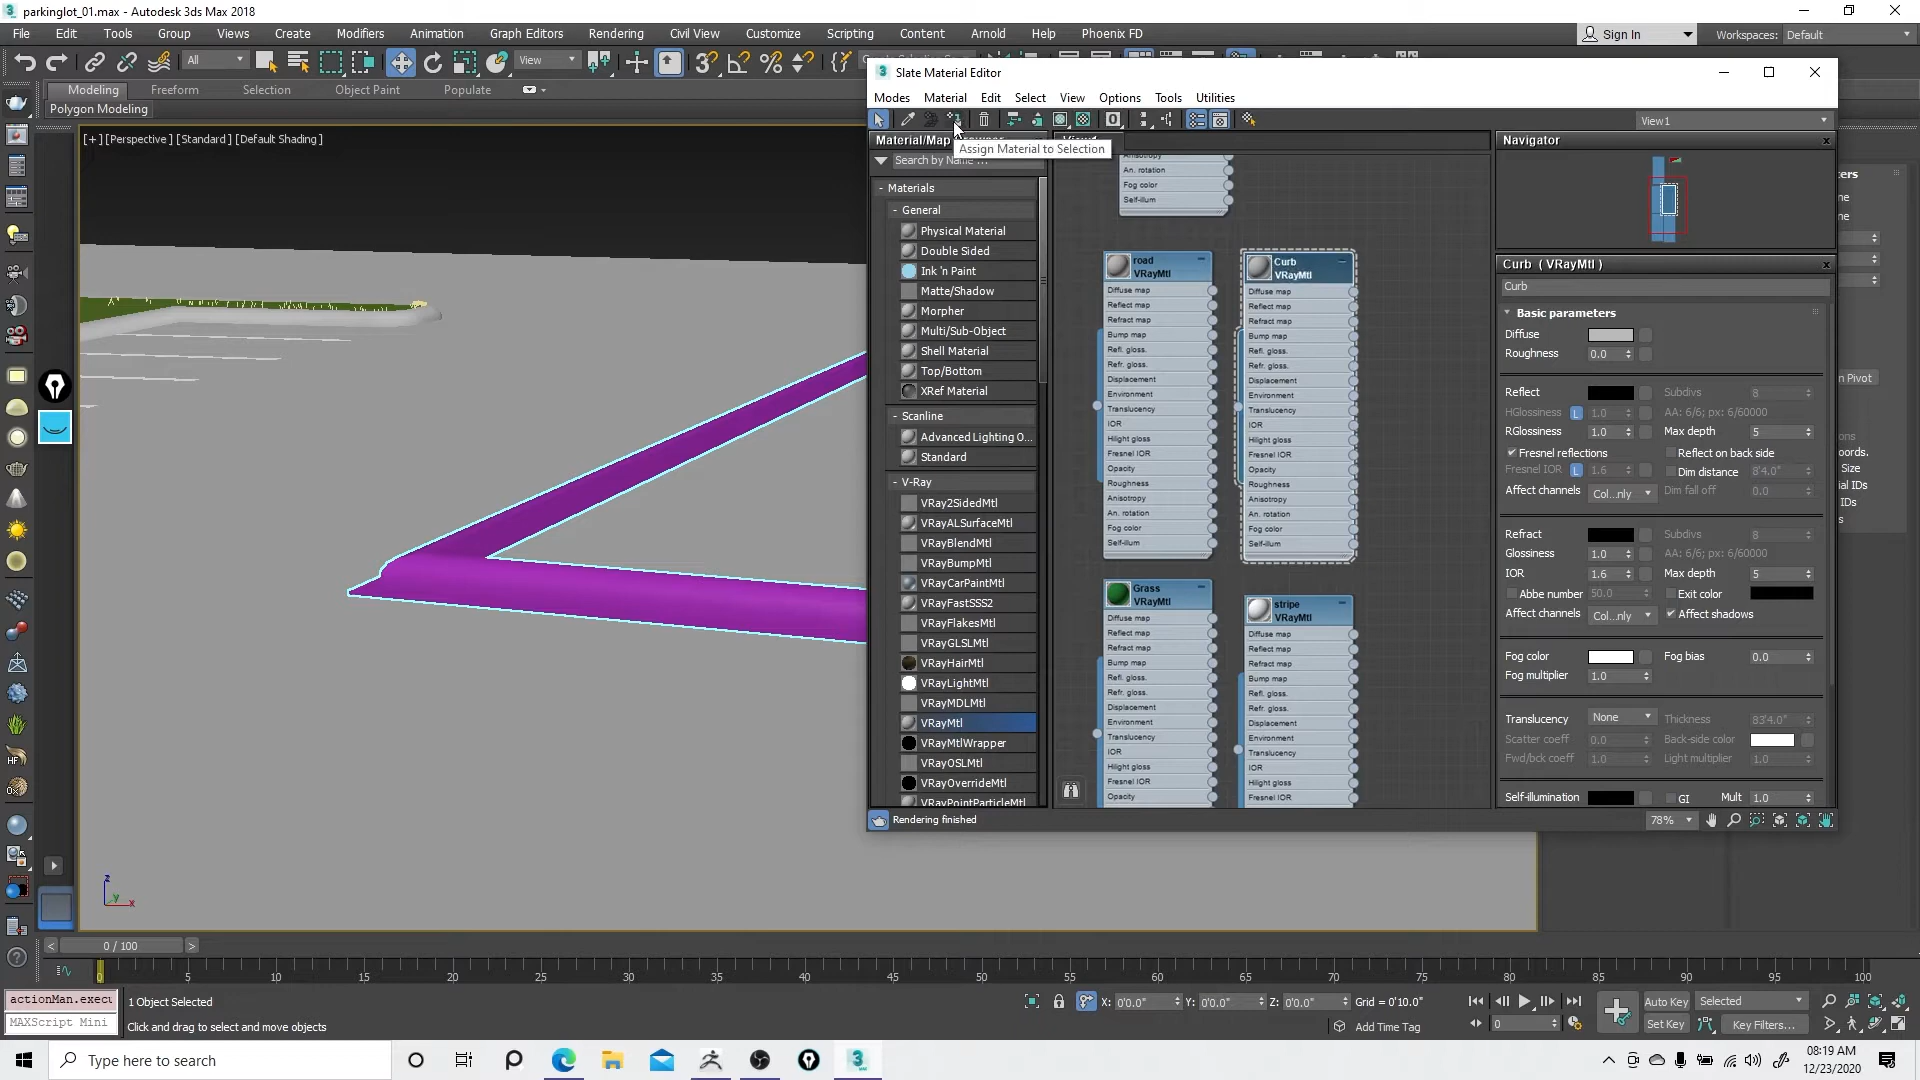 parkinglot_01.max - Autodesk 3ds Max 2018
File Edit Tools Group Views Create Modifiers Animation Graph Editors Rendering Civil View Customize Scripting Content Arnold Help Phoenix FD
Sign In Workspaces: Default
All View
Modeling Freeform Selection Object Paint Populate
Polygon Modeling
[+] [Perspective] [Standard] [Default Shading]
Slate Material Editor
Modes Material Edit Select View Options Tools Utilities
View1
Assign Material to Selection
Search by Name ...
- Materials
- General
Physical Material
Double Sided
Ink 'n Paint
Matte/Shadow
Morpher
Multi/Sub-Object
Shell Material
Top/Bottom
XRef Material
- Scanline
Advanced Lighting O...
Standard
- V-Ray
VRay2SidedMtl
VRayALSurfaceMtl
VRayBlendMtl
VRayBumpMtl
VRayCarPaintMtl
VRayFastSSS2
VRayFlakesMtl
VRayGLSLMtl
VRayHairMtl
VRayLightMtl
VRayMDLMtl
VRayMtl
VRayMtlWrapper
VRayOSLMtl
VRayOverrideMtl
VRayPointParticleMtl
Rendering finished
An. rotation
Fog color
Self-illum
road
VRayMtl
Diffuse map
Reflect map
Refract map
Bump map
Refl. gloss.
Refr. gloss.
Displacement
Environment
Translucency
IOR
Hilight gloss
Fresnel IOR
Opacity
Roughness
Anisotropy
An. rotation
Fog color
Self-illum
Curb
VRayMtl
Diffuse map
Reflect map
Refract map
Bump map
Refl. gloss.
Refr. gloss.
Displacement
Environment
Translucency
IOR
Hilight gloss
Fresnel IOR
Opacity
Roughness
Anisotropy
An. rotation
Fog color
Self-illum
Grass
VRayMtl
Diffuse map
Reflect map
Refract map
Bump map
Refl. gloss.
Refr. gloss.
Displacement
Environment
Translucency
IOR
Hilight gloss
Fresnel IOR
Opacity
stripe
VRayMtl
Diffuse map
Reflect map
Refract map
Bump map
Refl. gloss.
Refr. gloss.
Displacement
Environment
Translucency
IOR
Hilight gloss
Fresnel IOR
Navigator
Curb ( VRayMtl )
Curb
Basic parameters
Diffuse
Roughness 0.0
Reflect Subdivs 8
HGlossiness L 1.0 AA: 6/6; px: 6/60000
RGlossiness 1.0 Max depth 5
Fresnel reflections Reflect on back side
Fresnel IOR L 1.6 Dim distance 8'4.0"
Affect channels Col...nly Dim fall off 0.0
Refract Subdivs 8
Glossiness 1.0 AA: 6/6; px: 6/60000
IOR 1.6 Max depth 5
Abbe number 50.0 Exit color
Affect channels Col...nly Affect shadows
Fog color Fog bias 0.0
Fog multiplier 1.0
Translucency None Thickness 83'4.0"
Scatter coeff 0.0 Back-side color
Fwd/bck coeff 1.0 Light multiplier 1.0
Self-illumination GI Mult 1.0
78%
n Pivot
oords.
Size
ial IDs
IDs
z
y
x
< 0 / 100 >
0 5 10 15 20 25 30 35 40 45 50 55 60 65 70 75 80 85 90 95 100
actionMan.execu
MAXScript Mini
1 Object Selected
Click and drag to select and move objects
X: 0'0.0" Y: 0'0.0" Z: 0'0.0" Grid = 0'10.0"
Add Time Tag
0
Auto Key Selected
Set Key Key Filters...
Type here to search
08:19 AM
12/23/2020